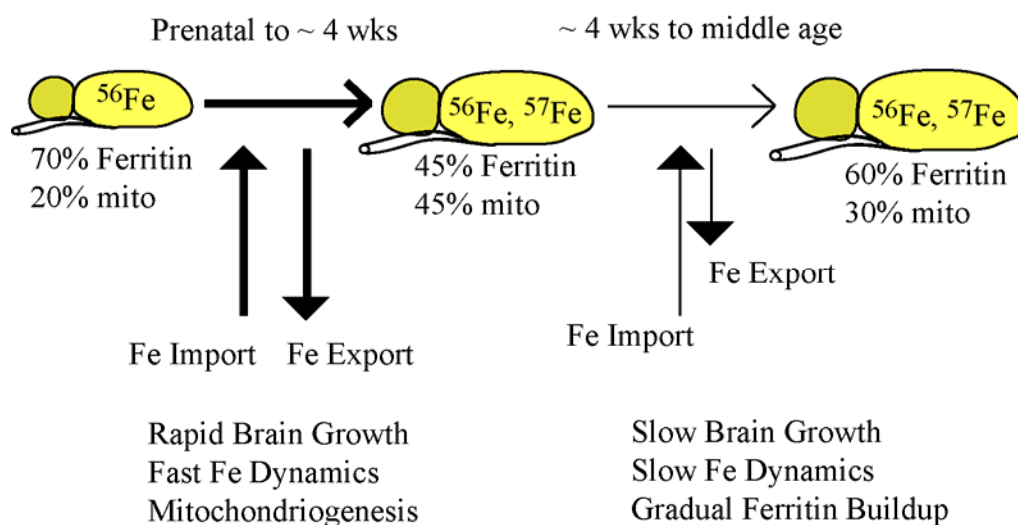 Prenatal to ~ 4 wks
~ 4 wks to middle age
⁵⁶Fe
⁵⁶Fe, ⁵⁷Fe
⁵⁶Fe, ⁵⁷Fe
70% Ferritin
20% mito
45% Ferritin
45% mito
60% Ferritin
30% mito
Fe Import
Fe Export
Fe Import
Fe Export
Rapid Brain Growth
Fast Fe Dynamics
Mitochondriogenesis
Slow Brain Growth
Slow Fe Dynamics
Gradual Ferritin Buildup